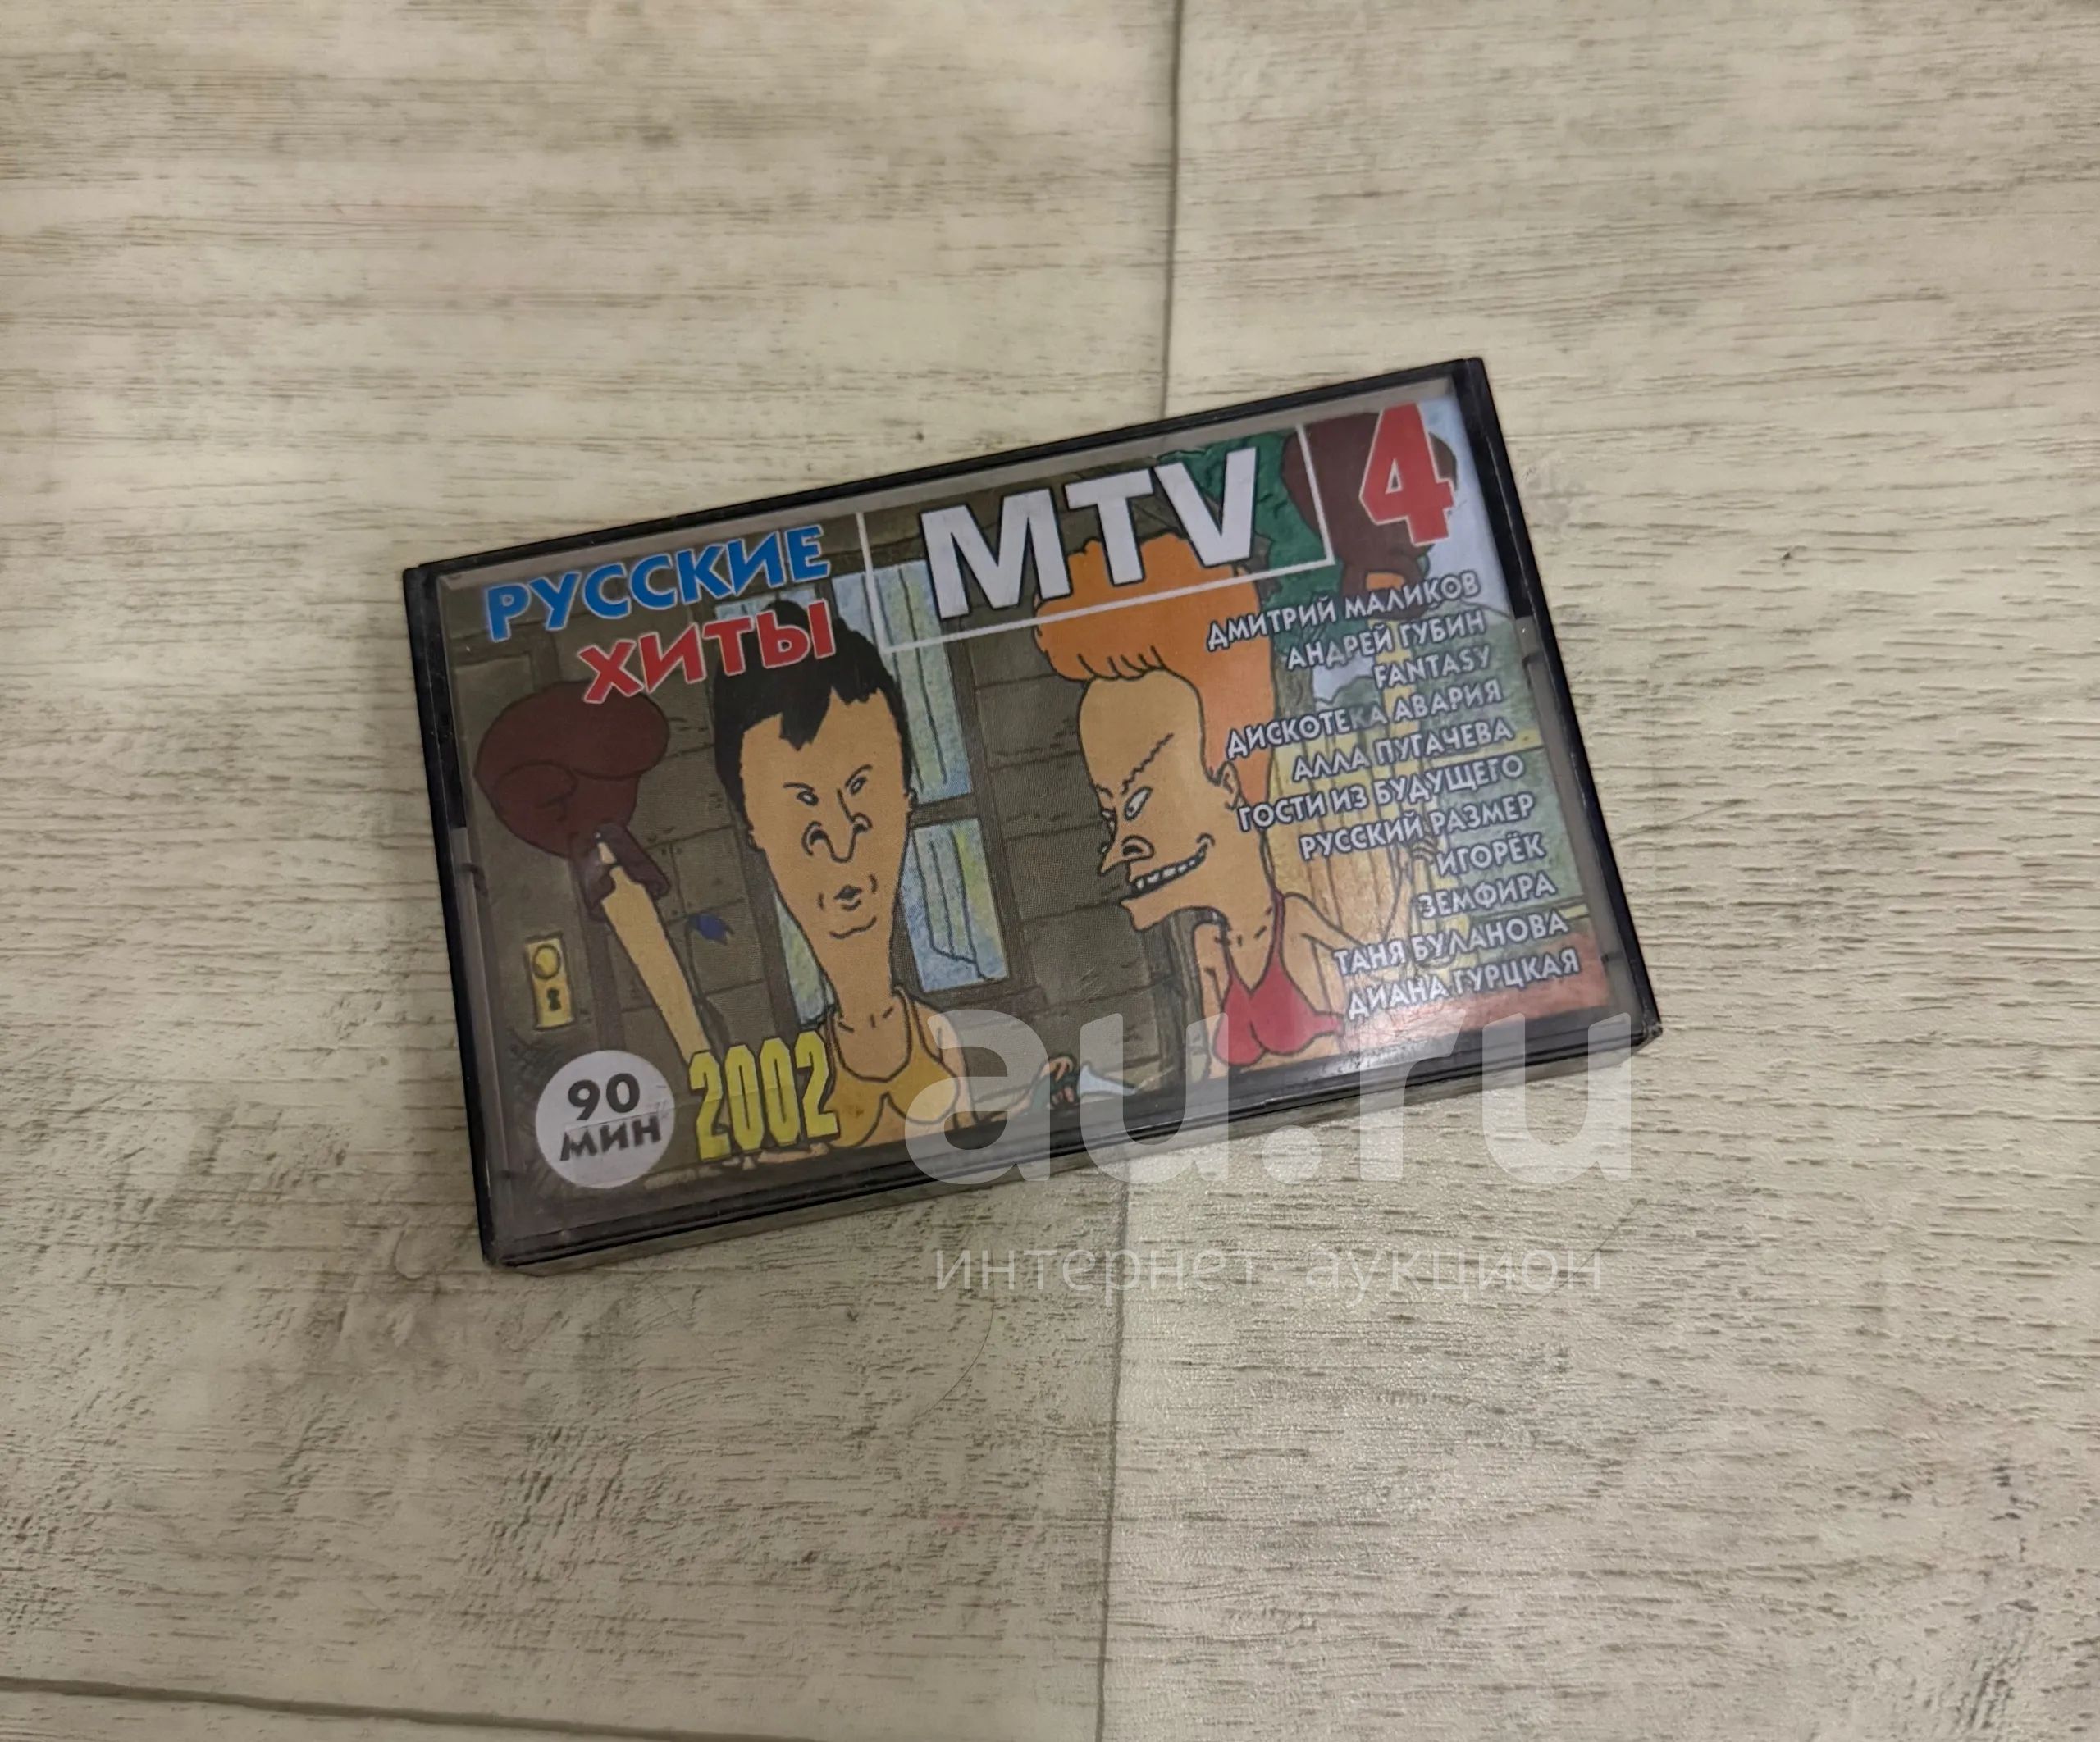 РУССКИЕ
ХИТЫ
MTV
4
ДМИТРИЙ МАЛИКОВ
АНДРЕЙ ГУБИН
FANTASY
ДИСКОТЕКА АВАРИЯ
АЛЛА ПУГАЧЕВА
ГОСТИ ИЗ БУДУЩЕГО
РУССКИЙ РАЗМЕР
ИГОРЁК
ЗЕМФИРА
ТАНЯ БУЛАНОВА
ДИАНА ГУРЦКАЯ
90
МИН
2002
au.ru
интернет аукцион